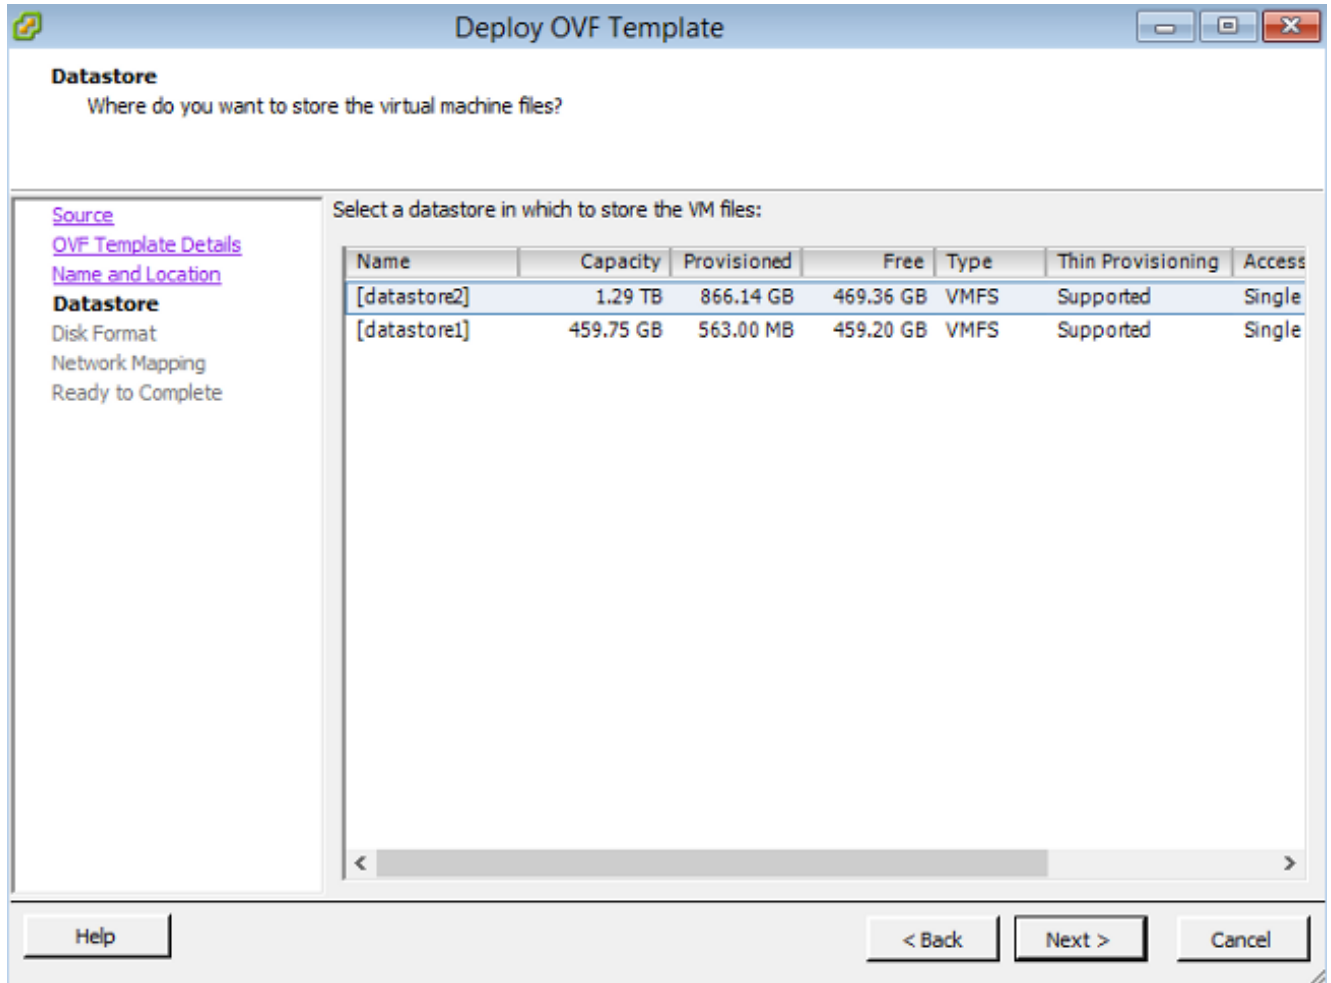 Deploy OVF Template
Datastore
Where do you want to store the virtual machine files?
Source
OVF Template Details
Name and Location
Datastore
Disk Format
Network Mapping
Ready to Complete
Select a datastore in which to store the VM files:
Name Capacity Provisioned Free Type Thin Provisioning Access
[datastore2] 1.29 TB 866.14 GB 469.36 GB VMFS Supported Single
[datastore1] 459.75 GB 563.00 MB 459.20 GB VMFS Supported Single
Help < Back Next > Cancel